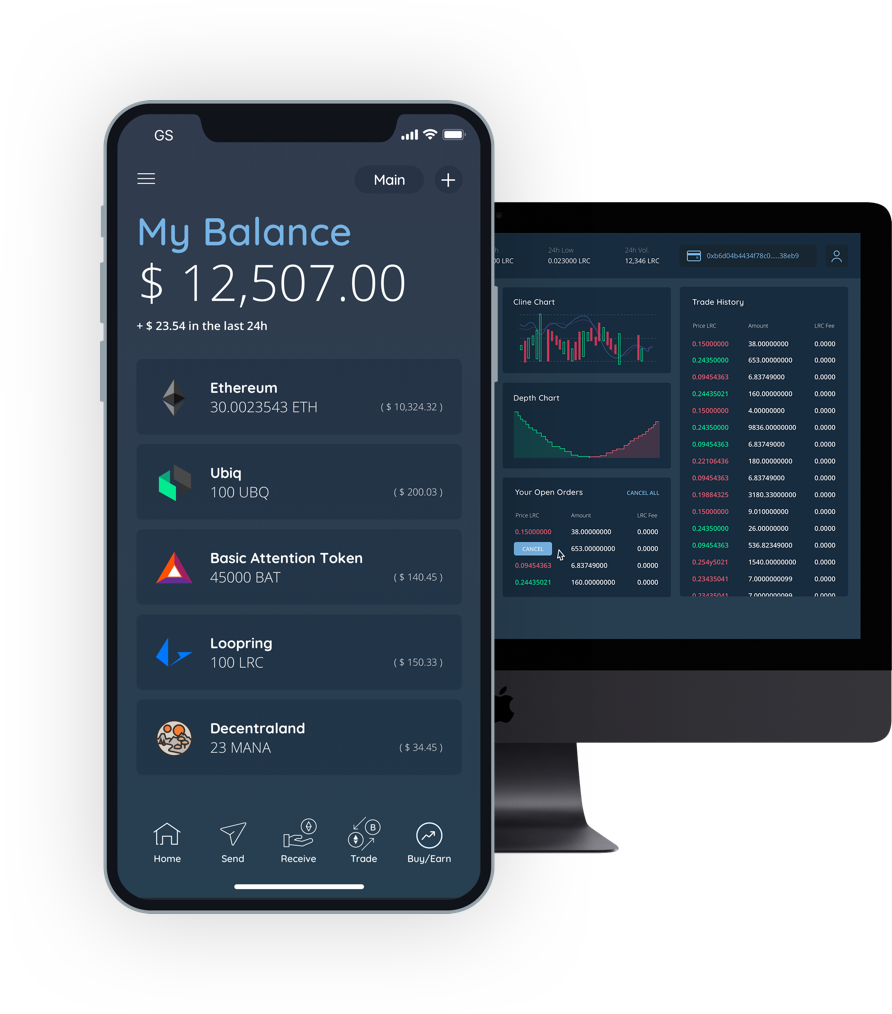 GS
Main
My Balance
$ 12,507.00
+ $ 23.54 in the last 24h
Ethereum
30.0023543 ETH
( $ 10,324.32 )
Ubiq
100 UBQ
( $ 200.03 )
Basic Attention Token
45000 BAT
( $ 140.45 )
Loopring
100 LRC
( $ 150.33 )
Decentraland
23 MANA
( $ 34.45 )
Home
Send
Receive
Trade
Buy/Earn
24h Low
0.023000 LRC
24h Vol.
12,346 LRC
0xb6d04b4434f78c0.....38eb9
Cline Chart
Depth Chart
Your Open Orders
CANCEL ALL
Price LRC Amount LRC Fee
0.15000000 38.00000000 0.0000
CANCEL 653.00000000 0.0000
0.09454363 6.83749000 0.0000
0.24435021 160.00000000 0.0000
Trade History
Price LRC Amount LRC Fee
0.15000000 38.00000000 0.0000
0.24350000 653.00000000 0.0000
0.09454363 6.83749000 0.0000
0.24435021 160.00000000 0.0000
0.15000000 4.00000000 0.0000
0.24350000 9836.00000000 0.0000
0.09454363 6.83749000 0.0000
0.22106436 180.00000000 0.0000
0.09454363 6.83749000 0.0000
0.19884325 3180.33000000 0.0000
0.15000000 9.010000000 0.0000
0.24350000 26.00000000 0.0000
0.09454363 536.82349000 0.0000
0.254y5021 1540.00000000 0.0000
0.23435041 7.0000000099 0.0000
0.23435041 7.0000000099 0.0000